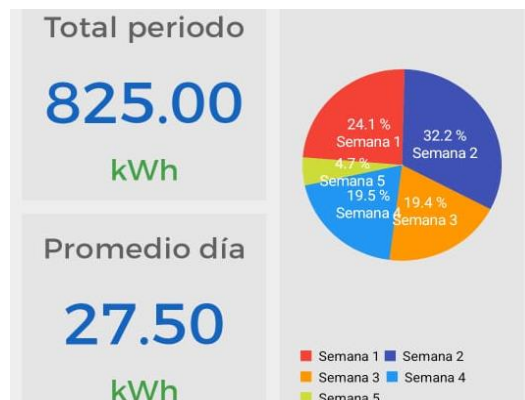 Total periodo
825.00
kWh
Promedio día
27.50
kWh
24.1 %
Semana 1
32.2 %
Semana 2
4.7 %
Semana 5
19.5 %
Semana 4
19.4 %
Semana 3
Semana 1 Semana 2
Semana 3 Semana 4
Semana 5